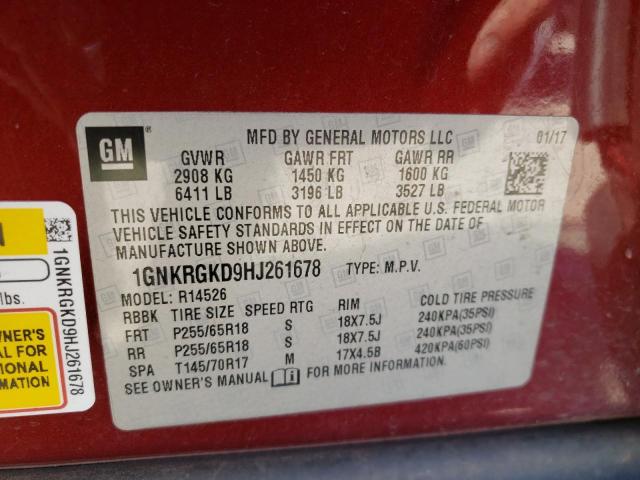 GM
MFD BY GENERAL MOTORS LLC 01/17
GVWR GAWR FRT GAWR RR
2908 KG 1450 KG 1600 KG
6411 LB 3196 LB 3527 LB
THIS VEHICLE CONFORMS TO ALL APPLICABLE U.S. FEDERAL MOTOR
VEHICLE SAFETY STANDARDS IN EFFECT ON THE DATE OF
MANUFACTURE SHOWN ABOVE.
1GNKRGKD9HJ261678 TYPE: M.P.V.
MODEL: R14526
RBBK TIRE SIZE SPEED RTG RIM COLD TIRE PRESSURE
FRT P255/65R18 S 18X7.5J 240KPA(35PSI)
RR P255/65R18 S 18X7.5J 240KPA(35PSI)
SPA T145/70R17 M 17X4.5B 420KPA(60PSI)
SEE OWNER'S MANUAL FOR MORE INFORMATION.
N
lbs.
WNER'S
AL FOR
TIONAL
MATION
1GNKRGKD9HJ261678